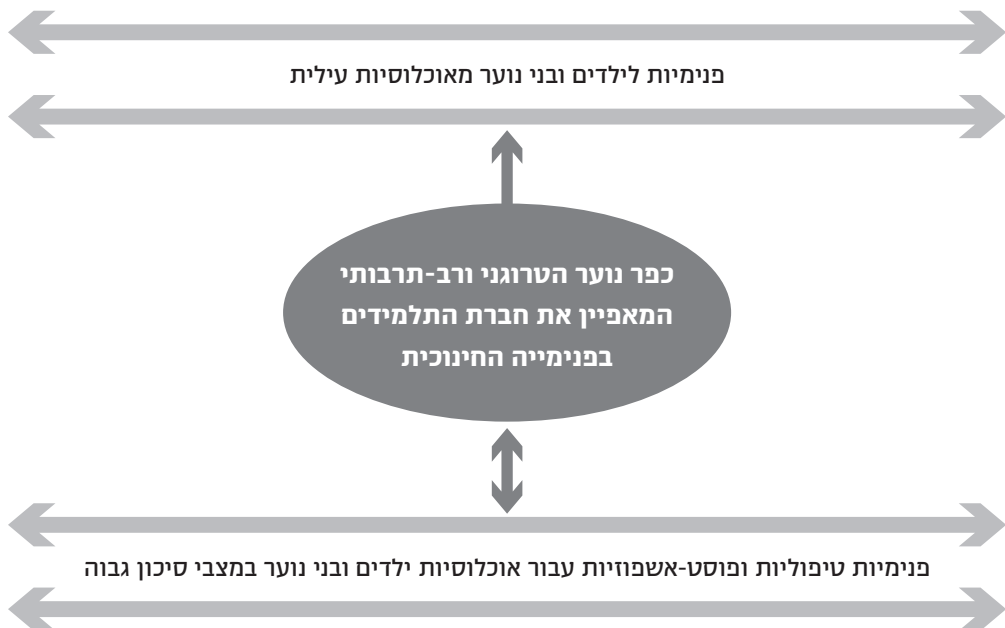 פנימיות לילדים ובני נוער מאוכלוסיות עילית
כפר נוער הטרוגני ורב-תרבותי
המאפיין את חברת התלמידים
בפנימייה החינוכית
פנימיות טיפוליות ופוסט-אשפוזיות עבור אוכלוסיות ילדים ובני נוער במצבי סיכון גבוה